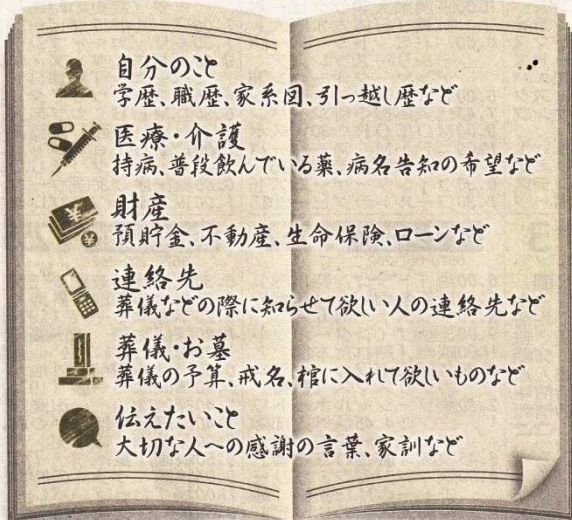 自分のこと
学歴、職歴、家系図、引っ越し歴など
医療・介護
持病、普段飲んでいる薬、病名告知の希望など
財産
預貯金、不動産、生命保険、ローンなど
連絡先
葬儀などの際に知らせて欲しい人の連絡先など
葬儀・お墓
葬儀の予算、戒名、棺に入れて欲しいものなど
伝えたいこと
大切な人への感謝の言葉、家訓など